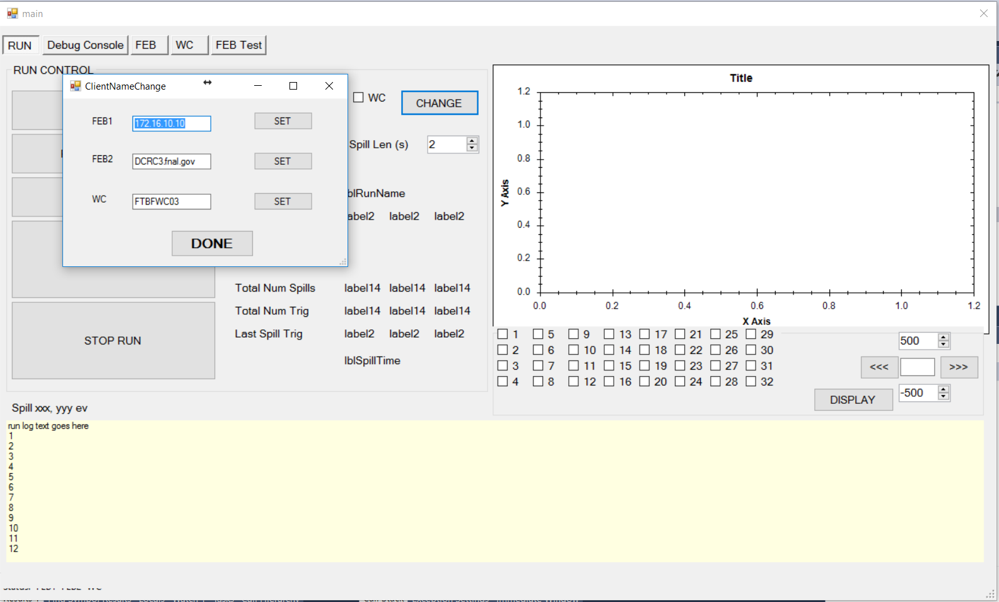 main
RUN
Debug Console
FEB
WC
FEB Test
RUN CONTROL
ClientNameChange
FEB1
172.16.10.10
SET
FEB2
DCRC3.fnal.gov
SET
WC
FTBFWC03
SET
DONE
WC
CHANGE
Spill Len (s)
2
blRunName
abel2 label2 label2
Total Num Spills label14 label14 label14
Total Num Trig label14 label14 label14
Last Spill Trig label2 label2 label2
lblSpillTime
STOP RUN
Title
Y Axis
1.2
1.0
0.8
0.6
0.4
0.2
0.0
0.0 0.2 0.4 0.6 0.8 1.0 1.2
X Axis
1 5 9 13 17 21 25 29
2 6 10 14 18 22 26 30
3 7 11 15 19 23 27 31
4 8 12 16 20 24 28 32
500
<<< >>>
-500
DISPLAY
Spill xxx, yyy ev
run log text goes here
1
2
3
4
5
6
7
8
9
10
11
12